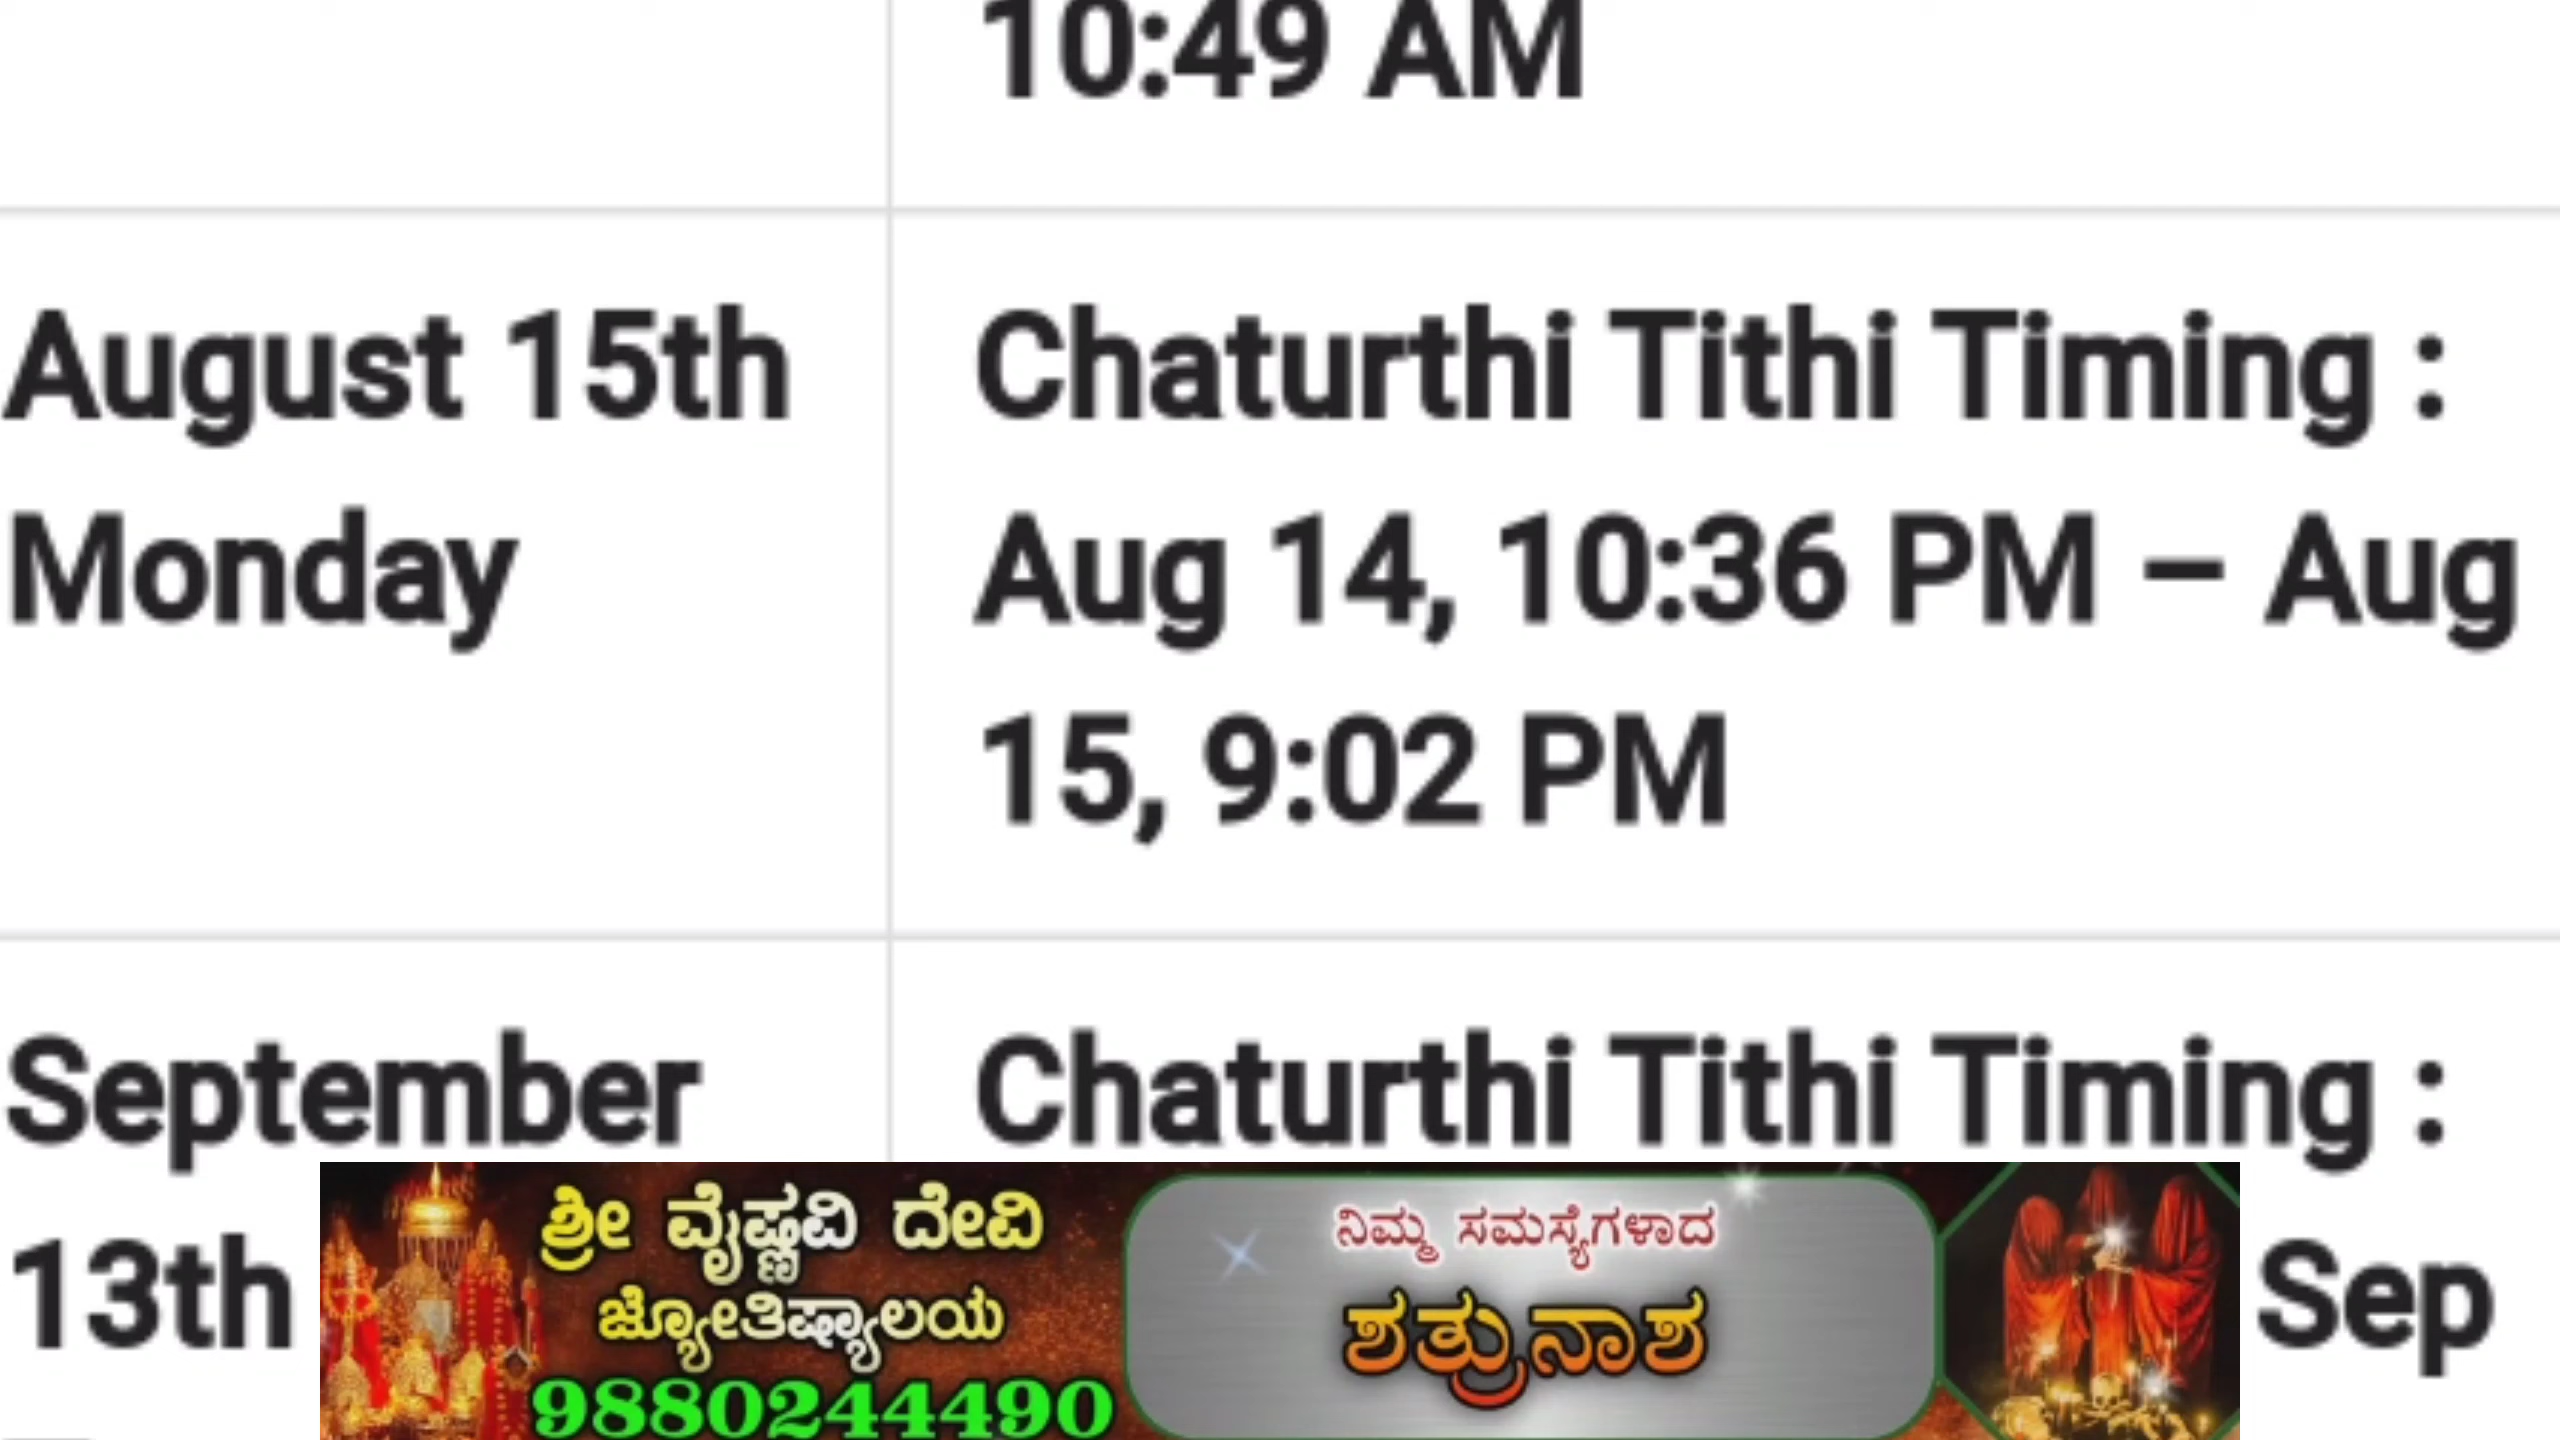 10:49 AM
August 15th
Monday
Chaturthi Tithi Timing :
Aug 14, 10:36 PM – Aug
15, 9:02 PM
September
13th
Chaturthi Tithi Timing :
Sep
ಶ್ರೀ ವೈಷ್ಣವಿ ದೇವಿ
ಜ್ಯೋತಿಷ್ಯಾಲಯ
9880244490
ನಿಮ್ಮ ಸಮಸ್ಯೆಗಳಾದ
ಶತ್ರುನಾಶ